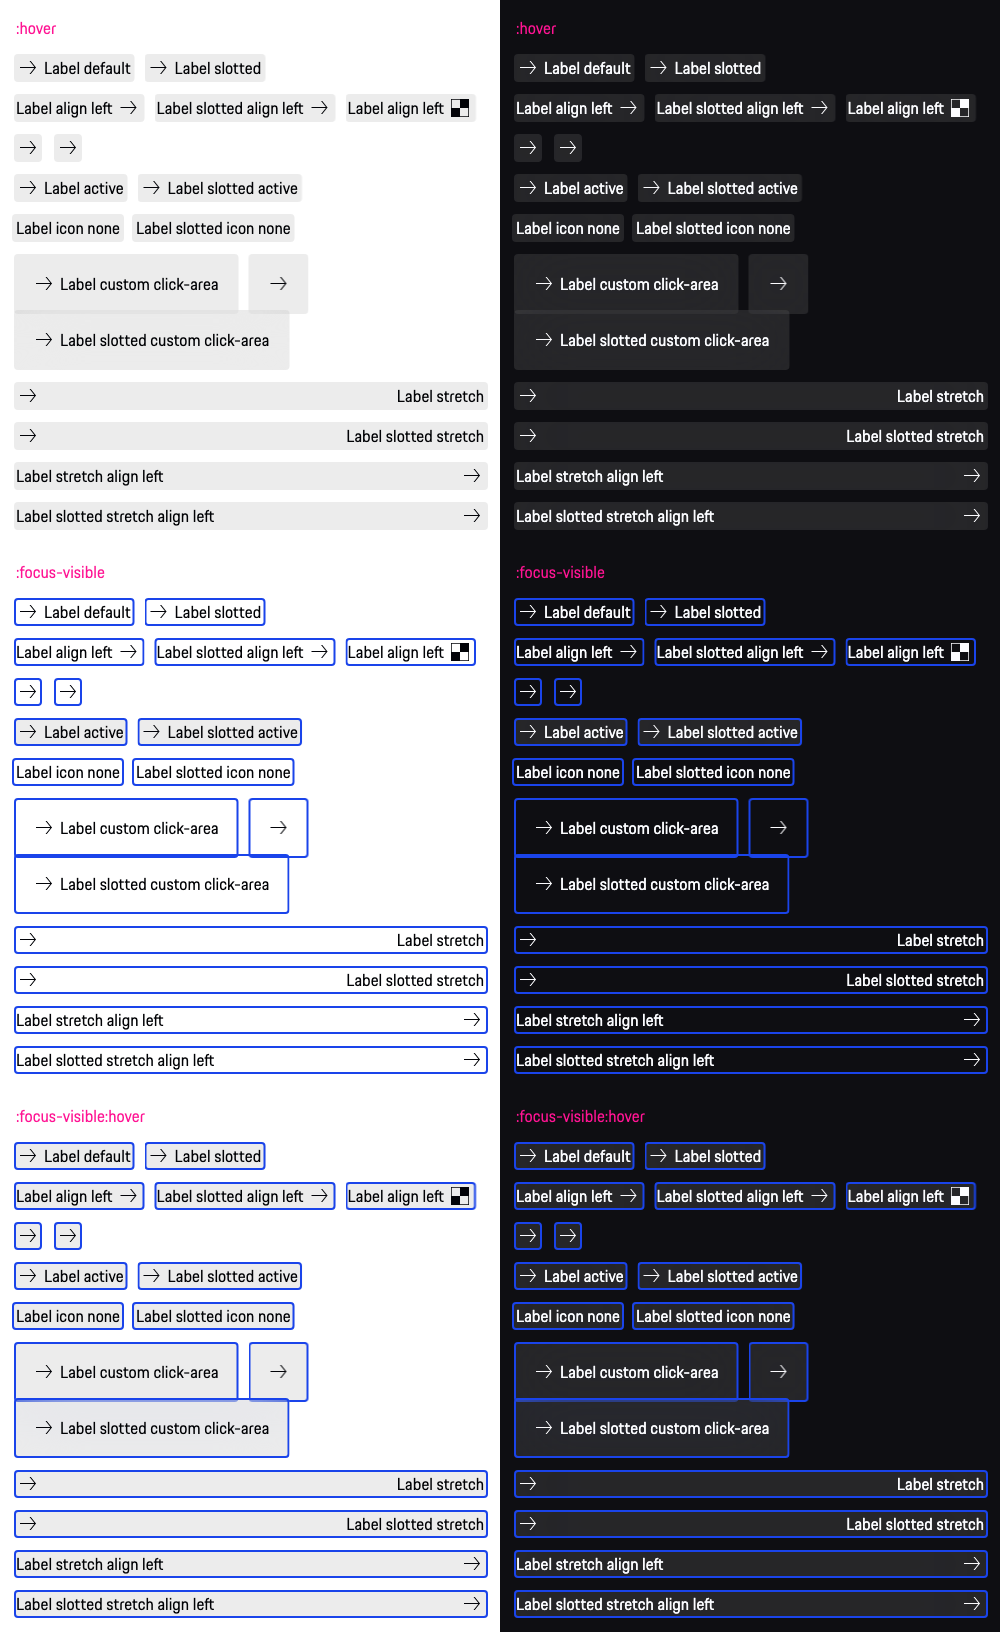 :hover
Label default Label slotted
Label align left Label slotted align left Label align left
Label active Label slotted active
Label icon none Label slotted icon none
Label custom click-area
Label slotted custom click-area
Label stretch
Label slotted stretch
Label stretch align left
Label slotted stretch align left
:focus-visible
Label default Label slotted
Label align left Label slotted align left Label align left
Label active Label slotted active
Label icon none Label slotted icon none
Label custom click-area
Label slotted custom click-area
Label stretch
Label slotted stretch
Label stretch align left
Label slotted stretch align left
:focus-visible:hover
Label default Label slotted
Label align left Label slotted align left Label align left
Label active Label slotted active
Label icon none Label slotted icon none
Label custom click-area
Label slotted custom click-area
Label stretch
Label slotted stretch
Label stretch align left
Label slotted stretch align left
:hover
Label default Label slotted
Label align left Label slotted align left Label align left
Label active Label slotted active
Label icon none Label slotted icon none
Label custom click-area
Label slotted custom click-area
Label stretch
Label slotted stretch
Label stretch align left
Label slotted stretch align left
:focus-visible
Label default Label slotted
Label align left Label slotted align left Label align left
Label active Label slotted active
Label icon none Label slotted icon none
Label custom click-area
Label slotted custom click-area
Label stretch
Label slotted stretch
Label stretch align left
Label slotted stretch align left
:focus-visible:hover
Label default Label slotted
Label align left Label slotted align left Label align left
Label active Label slotted active
Label icon none Label slotted icon none
Label custom click-area
Label slotted custom click-area
Label stretch
Label slotted stretch
Label stretch align left
Label slotted stretch align left